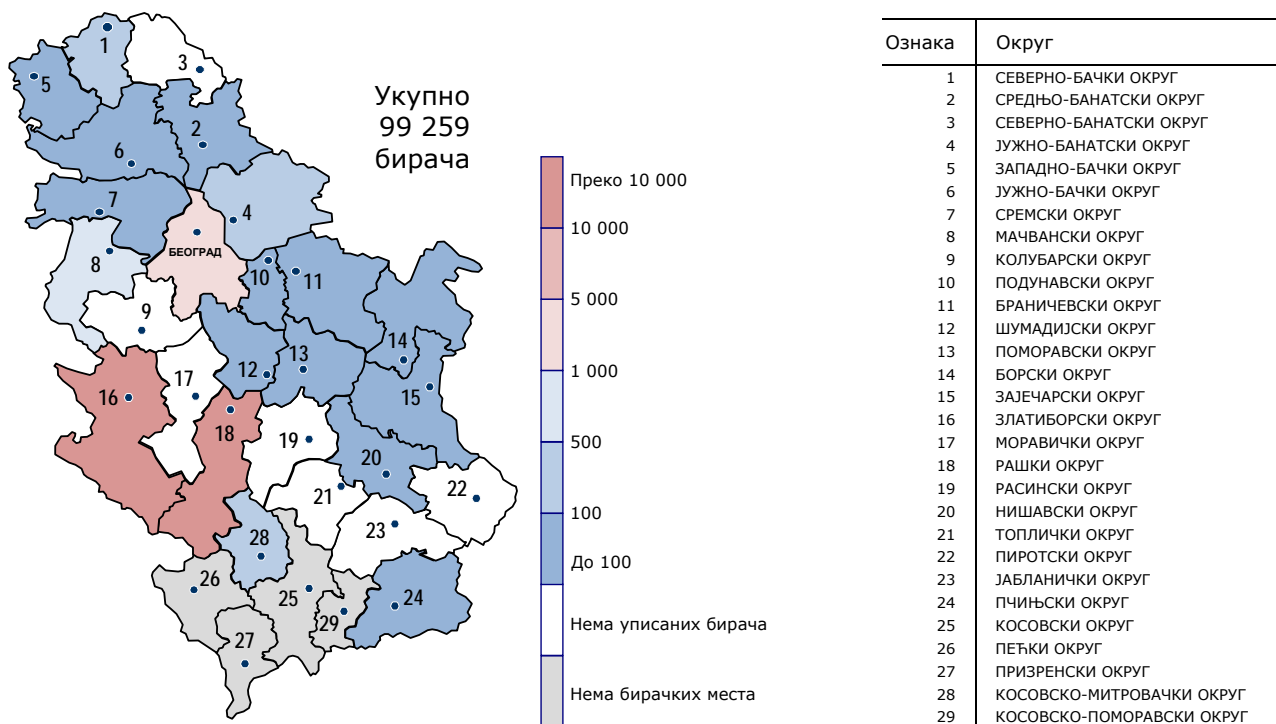 Укупно
99 259
бирача
1
3
5
2
6
7
4
БЕОГРАД
8
10
11
9
14
12
13
15
16
17
18
19
20
21
22
23
28
26
25
24
29
27
Преко 10 000
10 000
5 000
1 000
500
100
До 100
Нема уписаних бирача
Нема бирачких места
Ознака Округ
1 СЕВЕРНО-БАЧКИ ОКРУГ
2 СРЕДЊО-БАНАТСКИ ОКРУГ
3 СЕВЕРНО-БАНАТСКИ ОКРУГ
4 ЈУЖНО-БАНАТСКИ ОКРУГ
5 ЗАПАДНО-БАЧКИ ОКРУГ
6 ЈУЖНО-БАЧКИ ОКРУГ
7 СРЕМСКИ ОКРУГ
8 МАЧВАНСКИ ОКРУГ
9 КОЛУБАРСКИ ОКРУГ
10 ПОДУНАВСКИ ОКРУГ
11 БРАНИЧЕВСКИ ОКРУГ
12 ШУМАДИЈСКИ ОКРУГ
13 ПОМОРАВСКИ ОКРУГ
14 БОРСКИ ОКРУГ
15 ЗАЈЕЧАРСКИ ОКРУГ
16 ЗЛАТИБОРСКИ ОКРУГ
17 МОРАВИЧКИ ОКРУГ
18 РАШКИ ОКРУГ
19 РАСИНСКИ ОКРУГ
20 НИШАВСКИ ОКРУГ
21 ТОПЛИЧКИ ОКРУГ
22 ПИРОТСКИ ОКРУГ
23 ЈАБЛАНИЧКИ ОКРУГ
24 ПЧИЊСКИ ОКРУГ
25 КОСОВСКИ ОКРУГ
26 ПЕЋКИ ОКРУГ
27 ПРИЗРЕНСКИ ОКРУГ
28 КОСОВСКО-МИТРОВАЧКИ ОКРУГ
29 КОСОВСКО-ПОМОРАВСКИ ОКРУГ